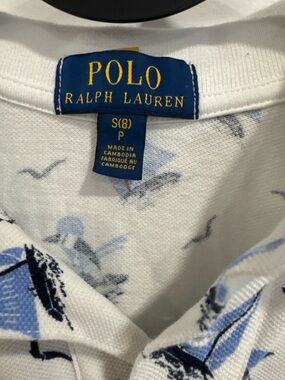 POLO
RALPH LAUREN
S(8)
P
MADE IN
CAMBODIA
FABRIQUÉ AU
CAMBODGE